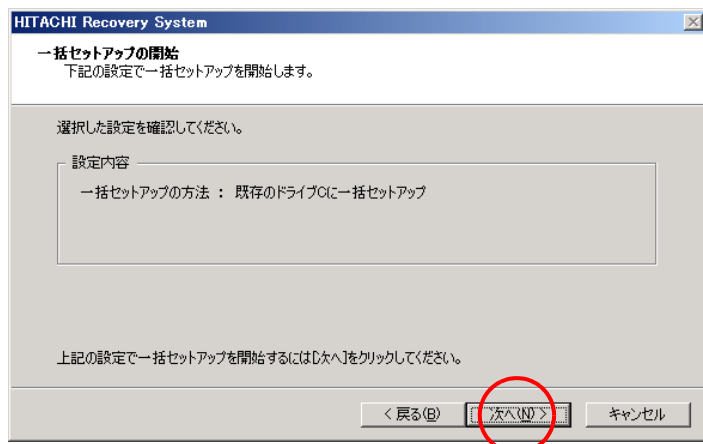 HITACHI Recovery System
一括セットアップの開始
下記の設定で一括セットアップを開始します。
選択した設定を確認してください。
設定内容
一括セットアップの方法 ： 既存のドライブCに一括セットアップ
上記の設定で一括セットアップを開始するには[次へ]をクリックしてください。
< 戻る(B)
次へ(N) >
キャンセル